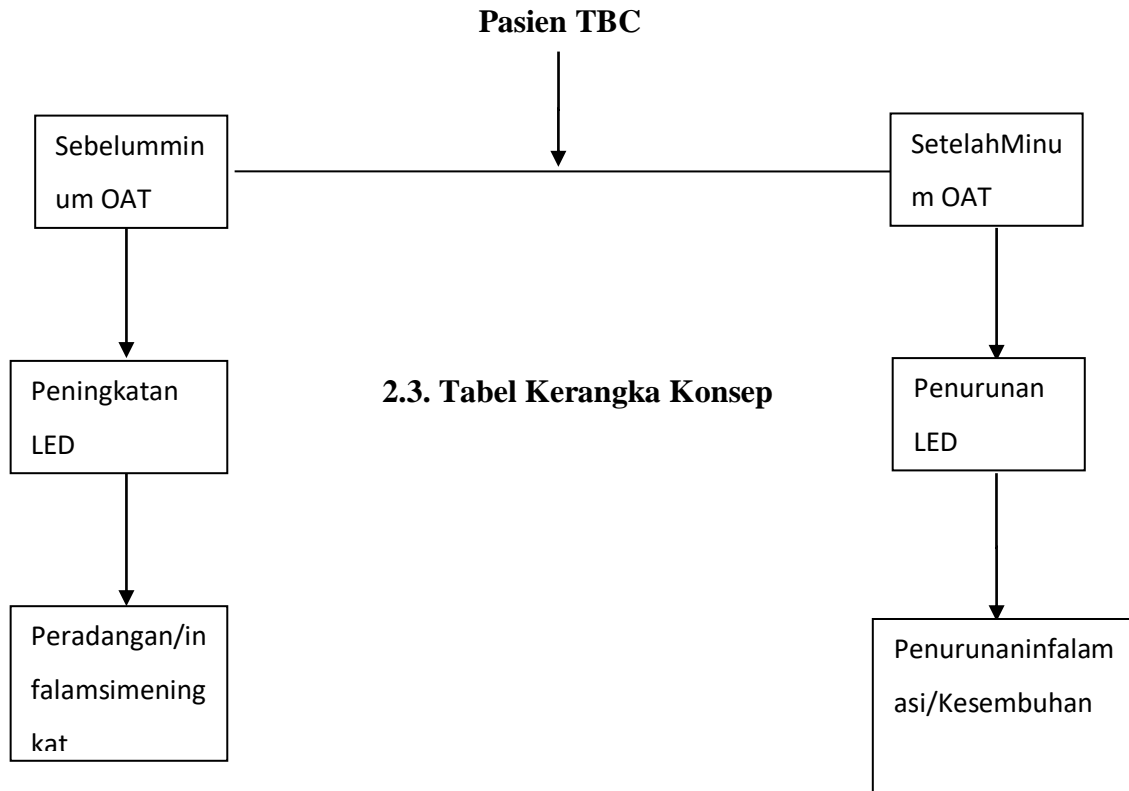 Pasien TBC
Sebelummin
um OAT
SetelahMinu
m OAT
Peningkatan
LED
2.3. Tabel Kerangka Konsep
Penurunan
LED
Peradangan/in
falamsimening
kat
Penurunaninfalam
asi/Kesembuhan